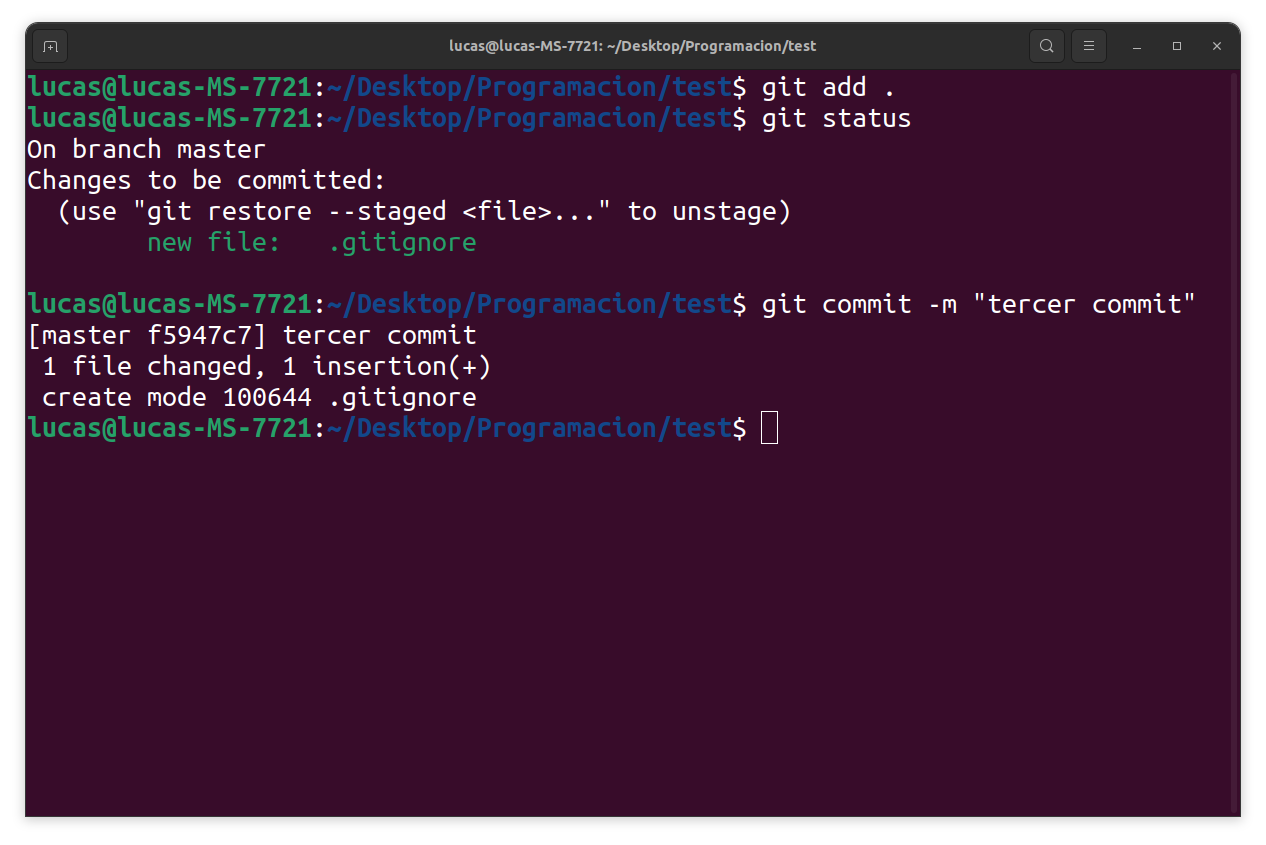 lucas@lucas-MS-7721: ~/Desktop/Programacion/test
lucas@lucas-MS-7721:~/Desktop/Programacion/test$ git add .
lucas@lucas-MS-7721:~/Desktop/Programacion/test$ git status
On branch master
Changes to be committed:
  (use "git restore --staged <file>..." to unstage)
        new file:   .gitignore

lucas@lucas-MS-7721:~/Desktop/Programacion/test$ git commit -m "tercer commit"
[master f5947c7] tercer commit
 1 file changed, 1 insertion(+)
 create mode 100644 .gitignore
lucas@lucas-MS-7721:~/Desktop/Programacion/test$